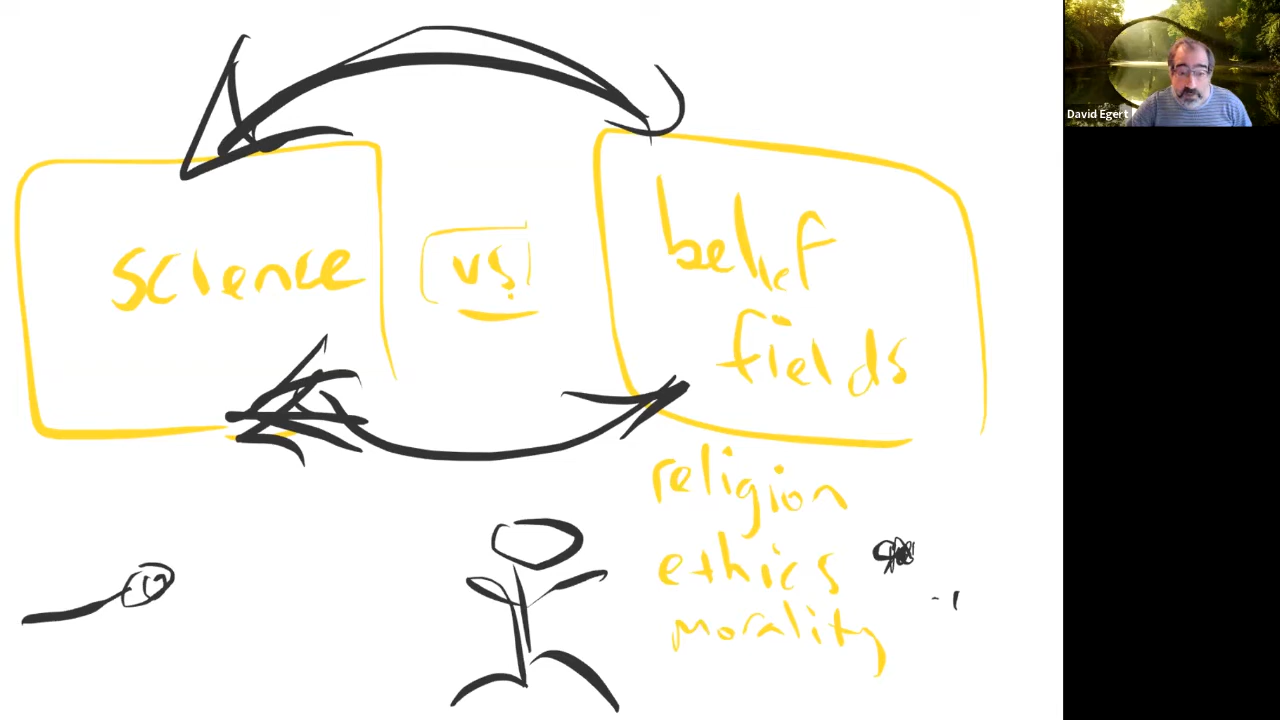 science
vs.
belief
fields
religion
ethics
morality
David Egert